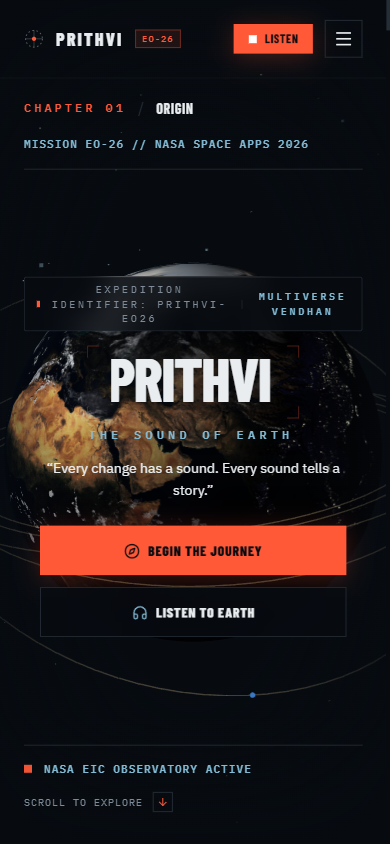 PRITHVI EO-26 LISTEN
CHAPTER 01 / ORIGIN
MISSION EO-26 // NASA SPACE APPS 2026
EXPEDITION
IDENTIFIER: PRITHVI-
EO26
MULTIVERSE
VENDHAN
PRITHVI
THE SOUND OF EARTH
“Every change has a sound. Every sound tells a
story.”
BEGIN THE JOURNEY
LISTEN TO EARTH
NASA EIC OBSERVATORY ACTIVE
SCROLL TO EXPLORE